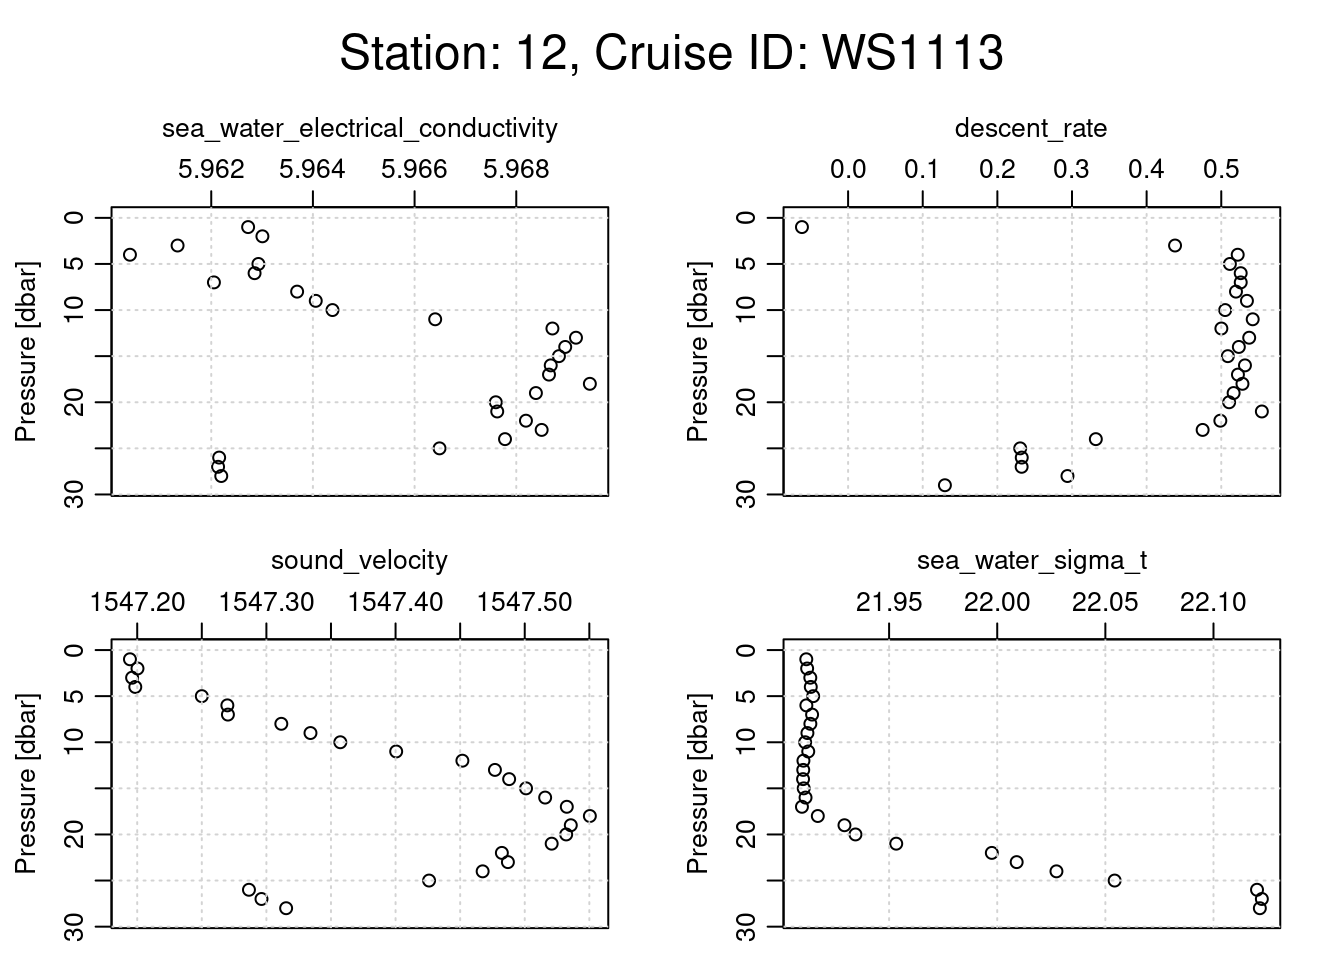 Station: 12, Cruise ID: WS1113
sea_water_electrical_conductivity
5.962 5.964 5.966 5.968
Pressure [dbar]
0
5
10
20
30
descent_rate
0.0 0.1 0.2 0.3 0.4 0.5
Pressure [dbar]
0
5
10
20
30
sound_velocity
1547.20 1547.30 1547.40 1547.50
Pressure [dbar]
0
5
10
20
30
sea_water_sigma_t
21.95 22.00 22.05 22.10
Pressure [dbar]
0
5
10
20
30